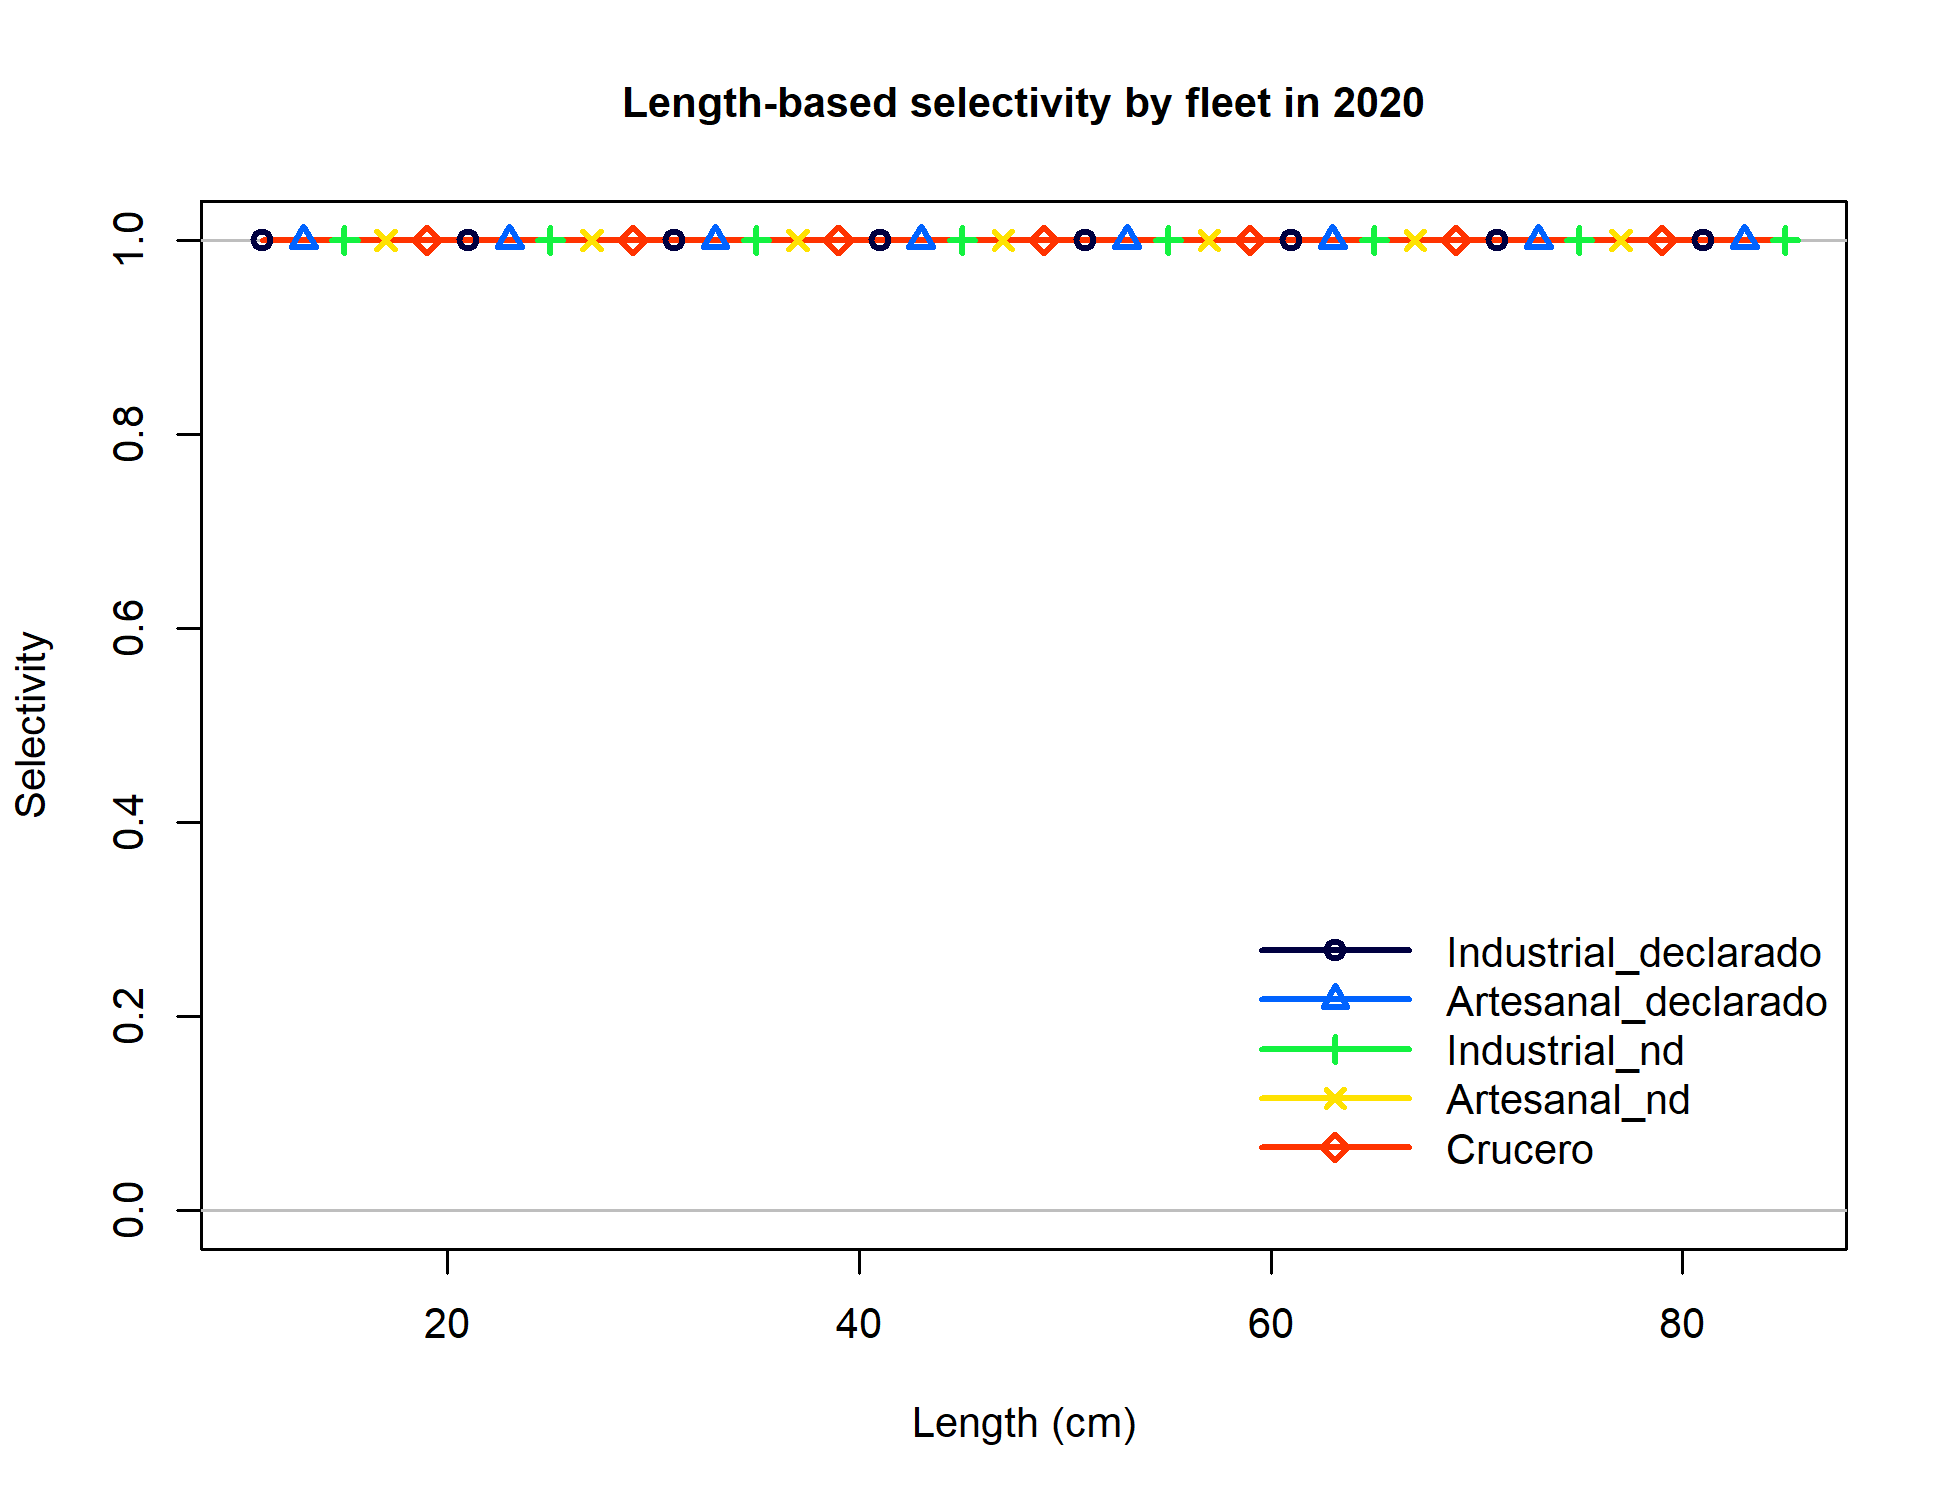 Length-based selectivity by fleet in 2020
Selectivity
1.0
0.8
0.6
0.4
0.2
0.0
Industrial_declarado
Artesanal_declarado
Industrial_nd
Artesanal_nd
Crucero
20 40 60 80
Length (cm)